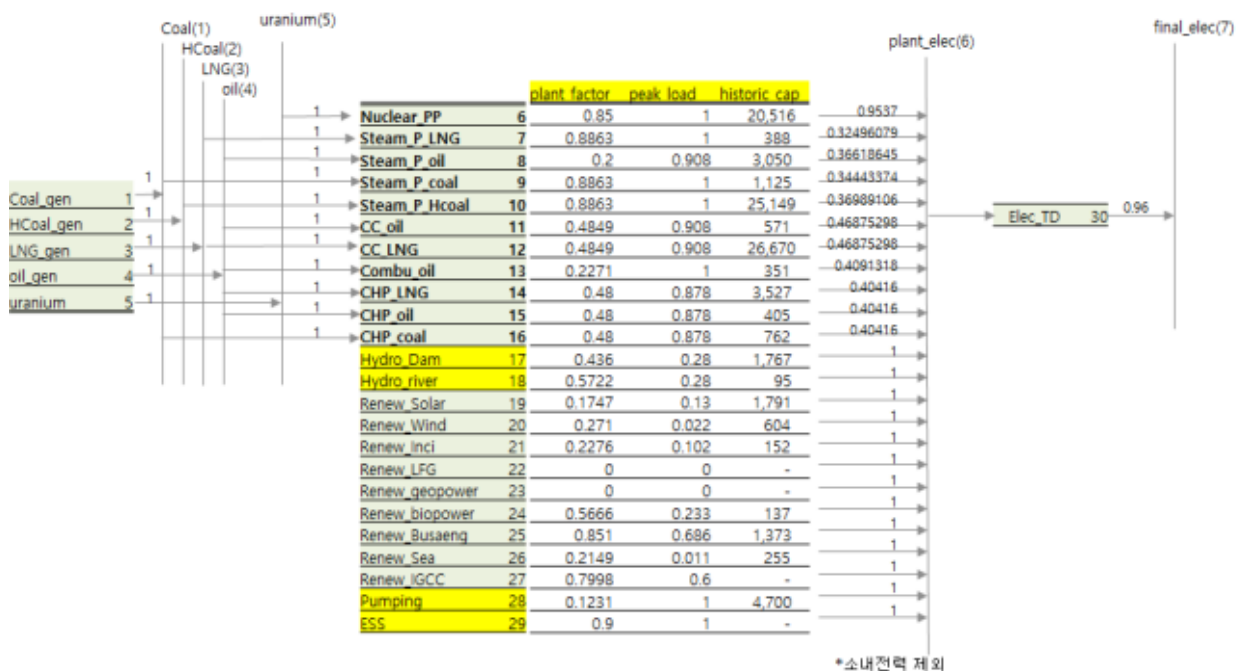 Coal(1)
uranium(5)
final_elec(7)
HCoal(2)
plant_elec(6)
LNG(3)
oil(4)
plant factor peak load historic cap
1 Nuclear_PP 6 0.85 1 20,516 0.9537
1 Steam_P_LNG 7 0.8863 1 388 0.32496079
1 Steam_P_oil 8 0.2 0.908 3,050 0.36618645
1 Steam_P_coal 9 0.8863 1 1,125 0.34443374
Coal_gen 1 1
1 Steam_P_Hcoal 10 0.8863 1 25,149 0.36989106
HCoal_gen 2 1
1 CC_oil 11 0.4849 0.908 571 0.46875298
Elec_TD 30 0.96
LNG_gen 3 1
1 CC_LNG 12 0.4849 0.908 26,670 0.46875298
oil_gen 4 1
1 Combu_oil 13 0.2271 1 351 0.4091318
uranium 5 1
1 CHP_LNG 14 0.48 0.878 3,527 0.40416
1 CHP_oil 15 0.48 0.878 405 0.40416
1 CHP_coal 16 0.48 0.878 762 0.40416
Hydro_Dam 17 0.436 0.28 1,767 1
Hydro_river 18 0.5722 0.28 95 1
Renew_Solar 19 0.1747 0.13 1,791 1
Renew_Wind 20 0.271 0.022 604 1
Renew_Inci 21 0.2276 0.102 152 1
Renew_LFG 22 0 0 - 1
Renew_geopower 23 0 0 - 1
Renew_biopower 24 0.5666 0.233 137 1
Renew_Busaeng 25 0.851 0.686 1,373 1
Renew_Sea 26 0.2149 0.011 255 1
Renew_IGCC 27 0.7998 0.6 - 1
Pumping 28 0.1231 1 4,700 1
ESS 29 0.9 1 - 1
*소내전력 제외